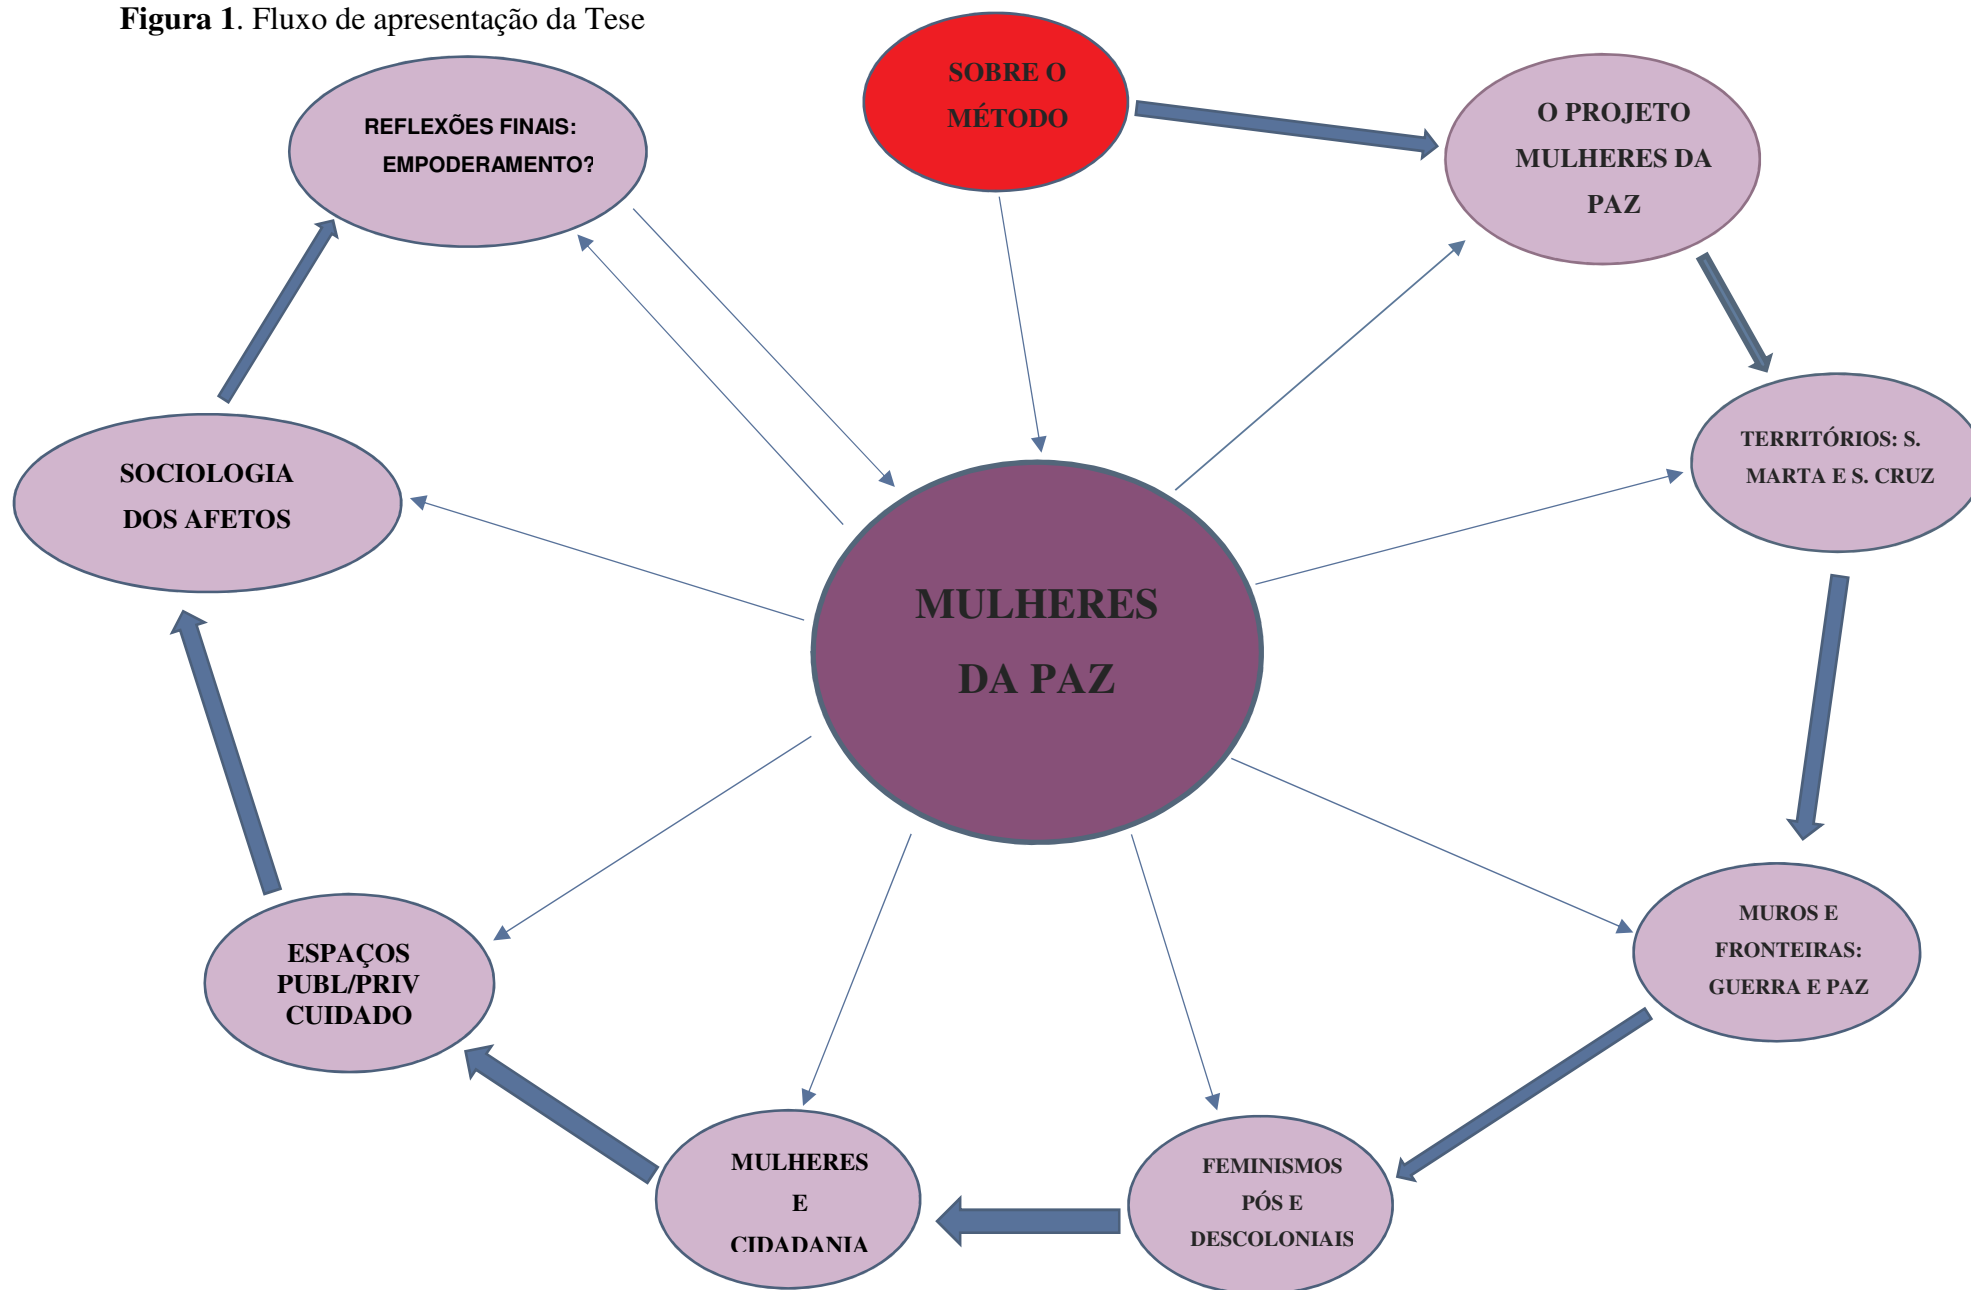 Figura 1. Fluxo de apresentação da Tese
SOBRE O
MÉTODO
O PROJETO
MULHERES DA
PAZ
TERRITÓRIOS: S.
MARTA E S. CRUZ
MUROS E
FRONTEIRAS:
GUERRA E PAZ
FEMINISMOS
PÓS E
DESCOLONIAIS
MULHERES
E
CIDADANIA
ESPAÇOS
PUBL/PRIV
CUIDADO
SOCIOLOGIA
DOS AFETOS
REFLEXÕES FINAIS:
EMPODERAMENTO?
MULHERES
DA PAZ